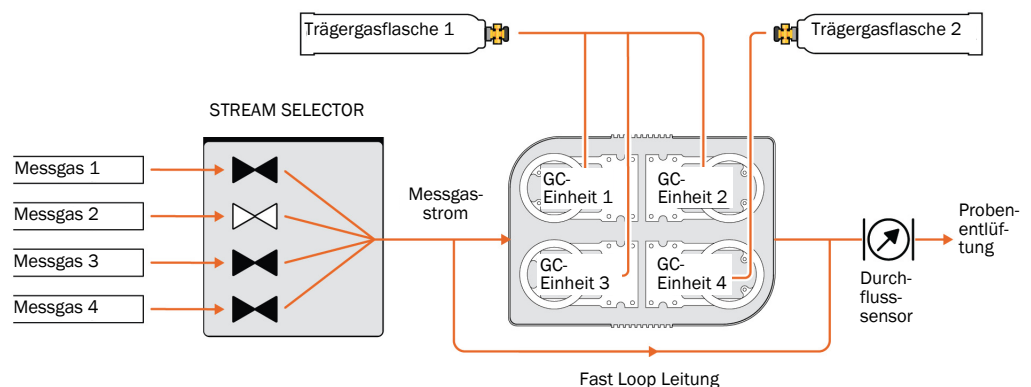 Trägergasflasche 1
Trägergasflasche 2
STREAM SELECTOR
Messgas 1
Messgas 2
Messgas 3
Messgas 4
Messgas-
strom
GC-
Einheit 1
GC-
Einheit 2
GC-
Einheit 3
GC-
Einheit 4
Durch-
fluss-
sensor
Proben-
entlüf-
tung
Fast Loop Leitung